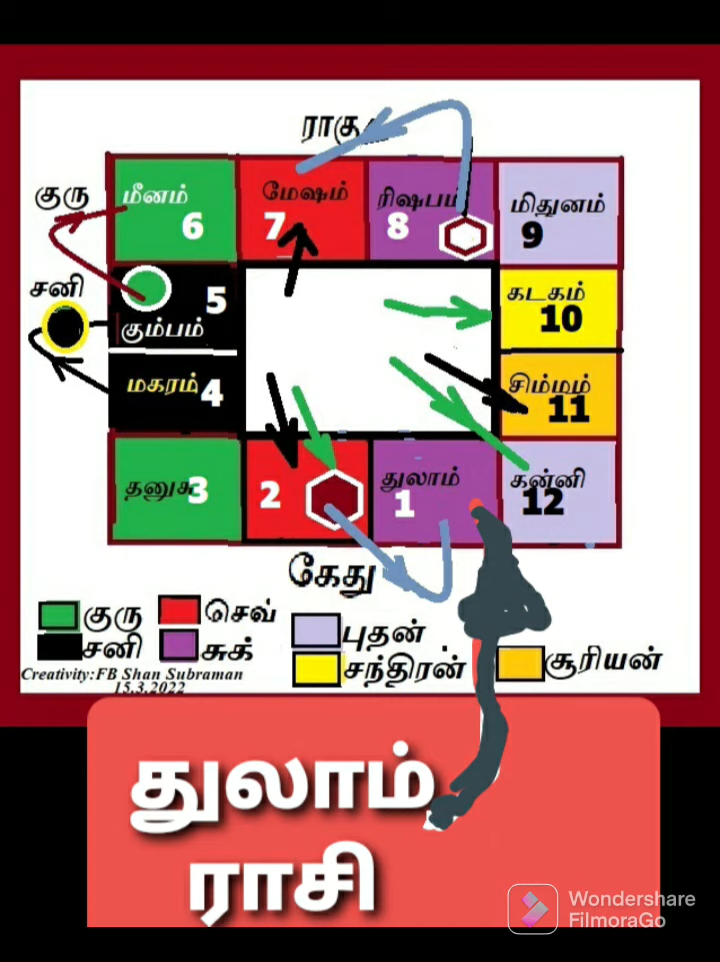 ராகு
குரு
மீனம்
6
மேஷம்
7
ரிஷபம்
8
மிதுனம்
9
சனி
5
கும்பம்
கடகம்
10
மகரம்
4
சிம்மம்
11
தனுசு
3
2
துலாம்
1
கன்னி
12
கேது
குரு
செவ்
புதன்
சனி
சுக்
சந்திரன்
சூரியன்
Creativity:FB Shan Subraman
15.3.2022
துலாம்
ராசி
Wondershare
FilmoraGo